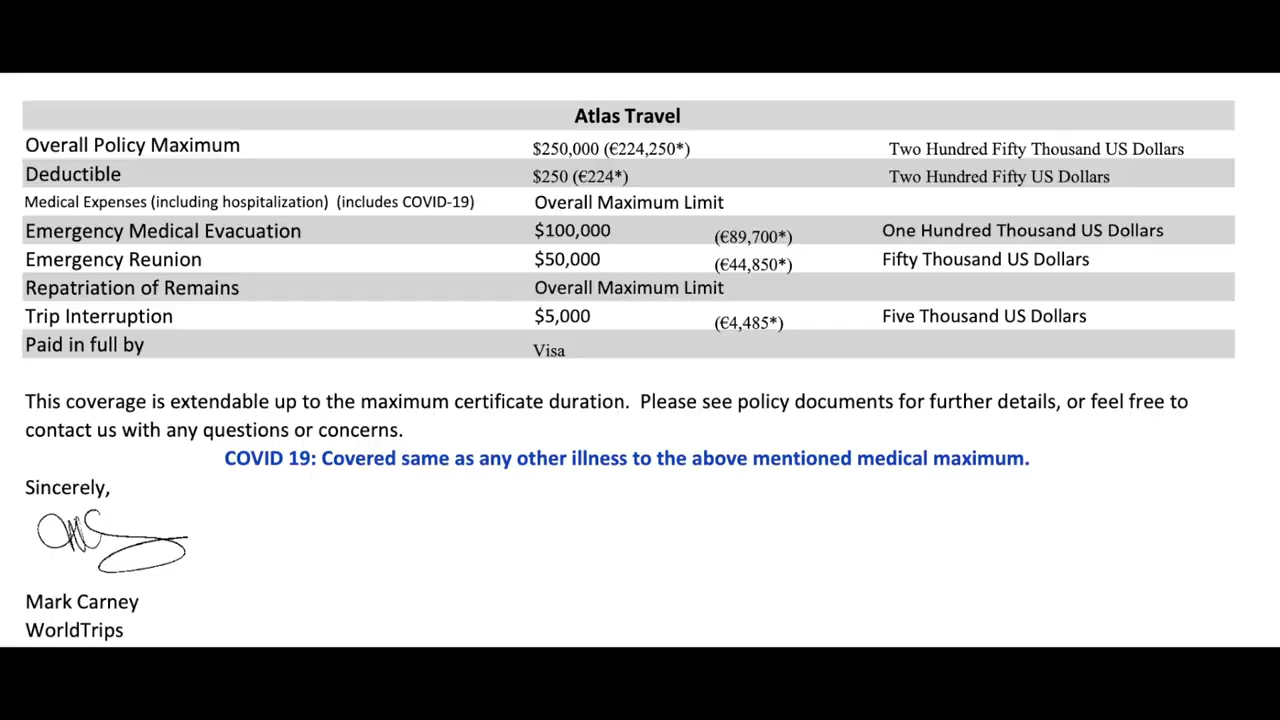 Atlas Travel
Overall Policy Maximum $250,000 (€224,250*) Two Hundred Fifty Thousand US Dollars
Deductible $250 (€224*) Two Hundred Fifty US Dollars
Medical Expenses (including hospitalization) (includes COVID-19) Overall Maximum Limit
Emergency Medical Evacuation $100,000 (€89,700*) One Hundred Thousand US Dollars
Emergency Reunion $50,000 (€44,850*) Fifty Thousand US Dollars
Repatriation of Remains Overall Maximum Limit
Trip Interruption $5,000 (€4,485*) Five Thousand US Dollars
Paid in full by Visa
This coverage is extendable up to the maximum certificate duration. Please see policy documents for further details, or feel free to
contact us with any questions or concerns.
COVID 19: Covered same as any other illness to the above mentioned medical maximum.
Sincerely,
Mark Carney
WorldTrips